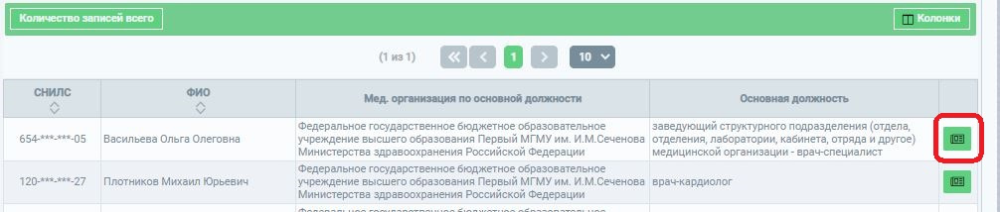 Количество записей всего
Колонки
(1 из 1)
1
10
СНИЛС
ФИО
Мед. организация по основной должности
Основная должность
654-***-***-05
Васильева Ольга Олеговна
Федеральное государственное бюджетное образовательное
учреждение высшего образования Первый МГМУ им. И.М.Сеченова
Министерства здравоохранения Российской Федерации
заведующий структурного подразделения (отдела,
отделения, лаборатории, кабинета, отряда и другое)
медицинской организации - врач-специалист
120-***-***-27
Плотников Михаил Юрьевич
Федеральное государственное бюджетное образовательное
учреждение высшего образования Первый МГМУ им. И.М.Сеченова
Министерства здравоохранения Российской Федерации
врач-кардиолог